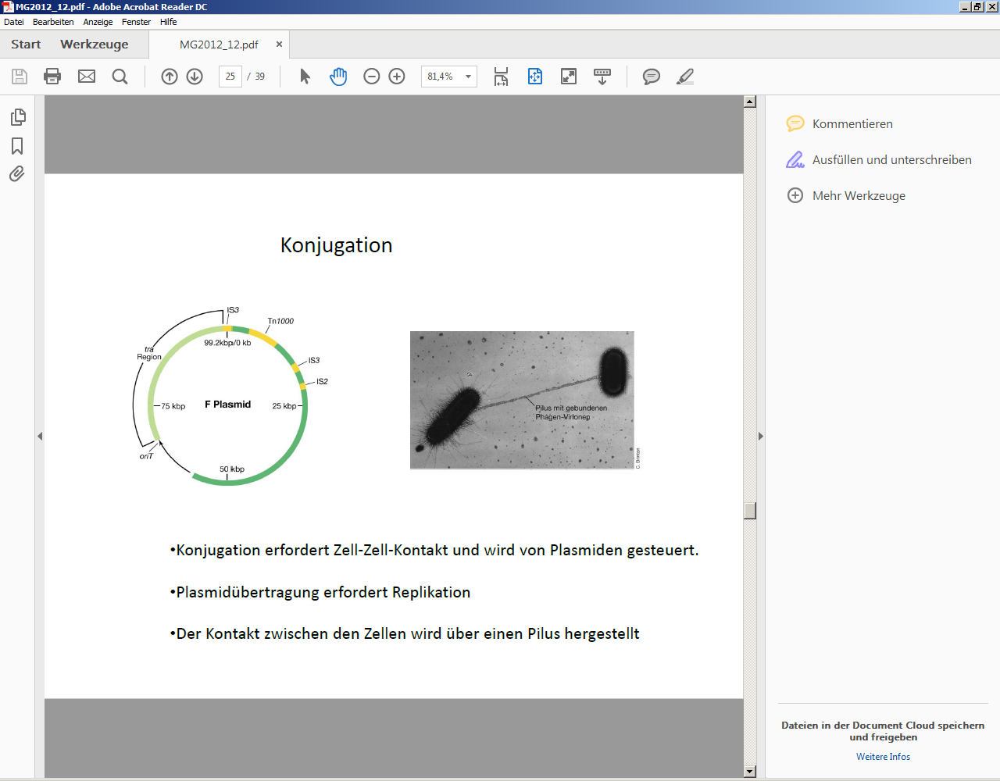 MG2012_12.pdf - Adobe Acrobat Reader DC
Datei Bearbeiten Anzeige Fenster Hilfe
Start Werkzeuge MG2012_12.pdf ×
25 / 39 81,4%
Kommentieren
Ausfüllen und unterschreiben
Mehr Werkzeuge
Konjugation
IS3
Tn1000
99.2kbp/0 kb
tra
Region
IS3
IS2
75 kbp
F Plasmid
25 kbp
oriT
50 kbp
Pilus mit gebundenen
Phagen-Virionen
C. Brinton
•Konjugation erfordert Zell-Zell-Kontakt und wird von Plasmiden gesteuert.
•Plasmidübertragung erfordert Replikation
•Der Kontakt zwischen den Zellen wird über einen Pilus hergestellt
Dateien in der Document Cloud speichern
und freigeben
Weitere Infos